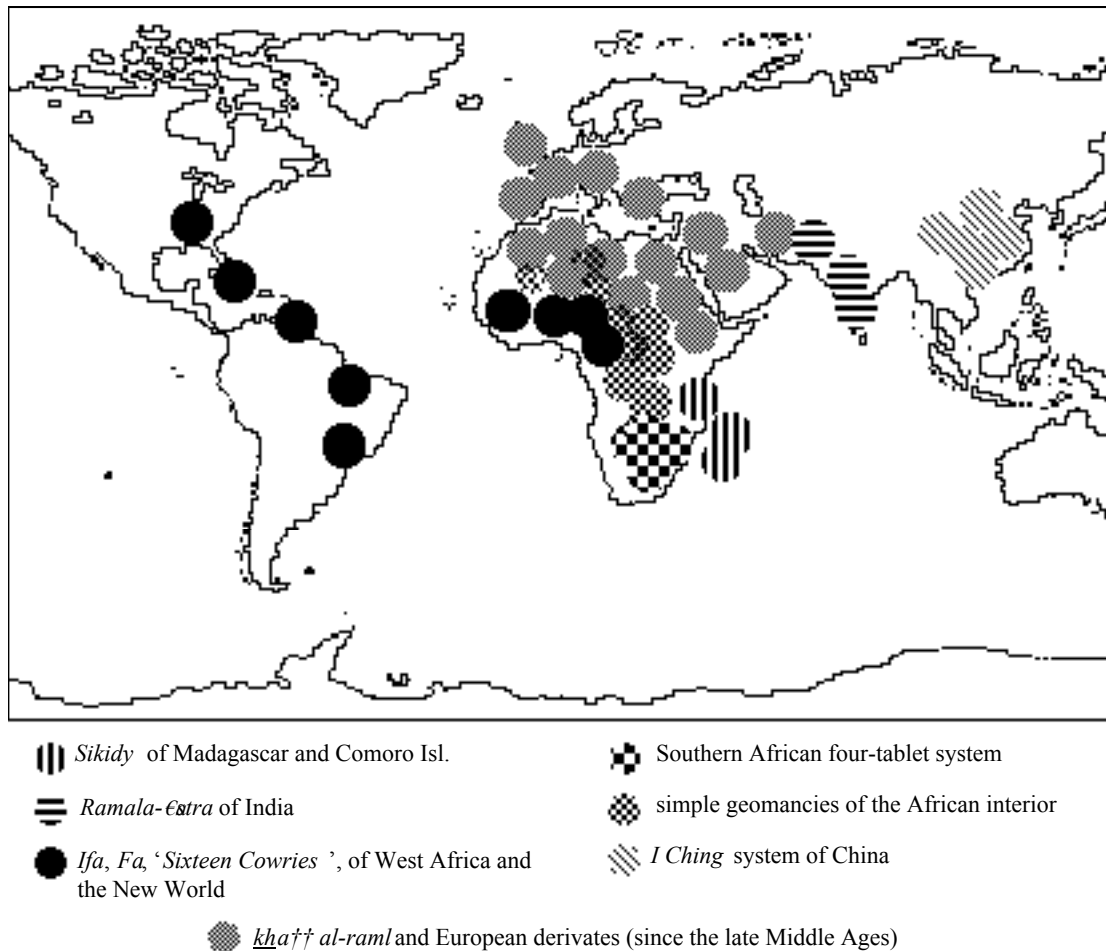 Sikidy of Madagascar and Comoro Isl.
Southern African four-tablet system
Ramala-€stra of India
simple geomancies of the African interior
Ifa, Fa, ‘Sixteen Cowries ’, of West Africa and
the New World
I Ching system of China
kha†† al-raml and European derivates (since the late Middle Ages)